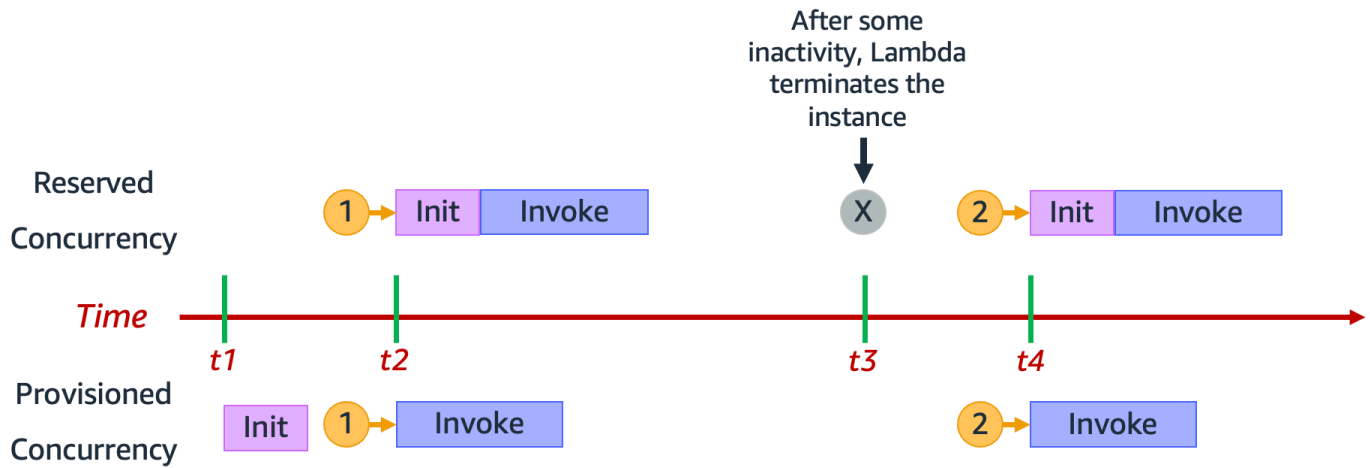 After some
inactivity, Lambda
terminates the
instance
Reserved
Concurrency
1
Init
Invoke
X
2
Init
Invoke
Time
t1
t2
t3
t4
Provisioned
Concurrency
Init
1
Invoke
2
Invoke